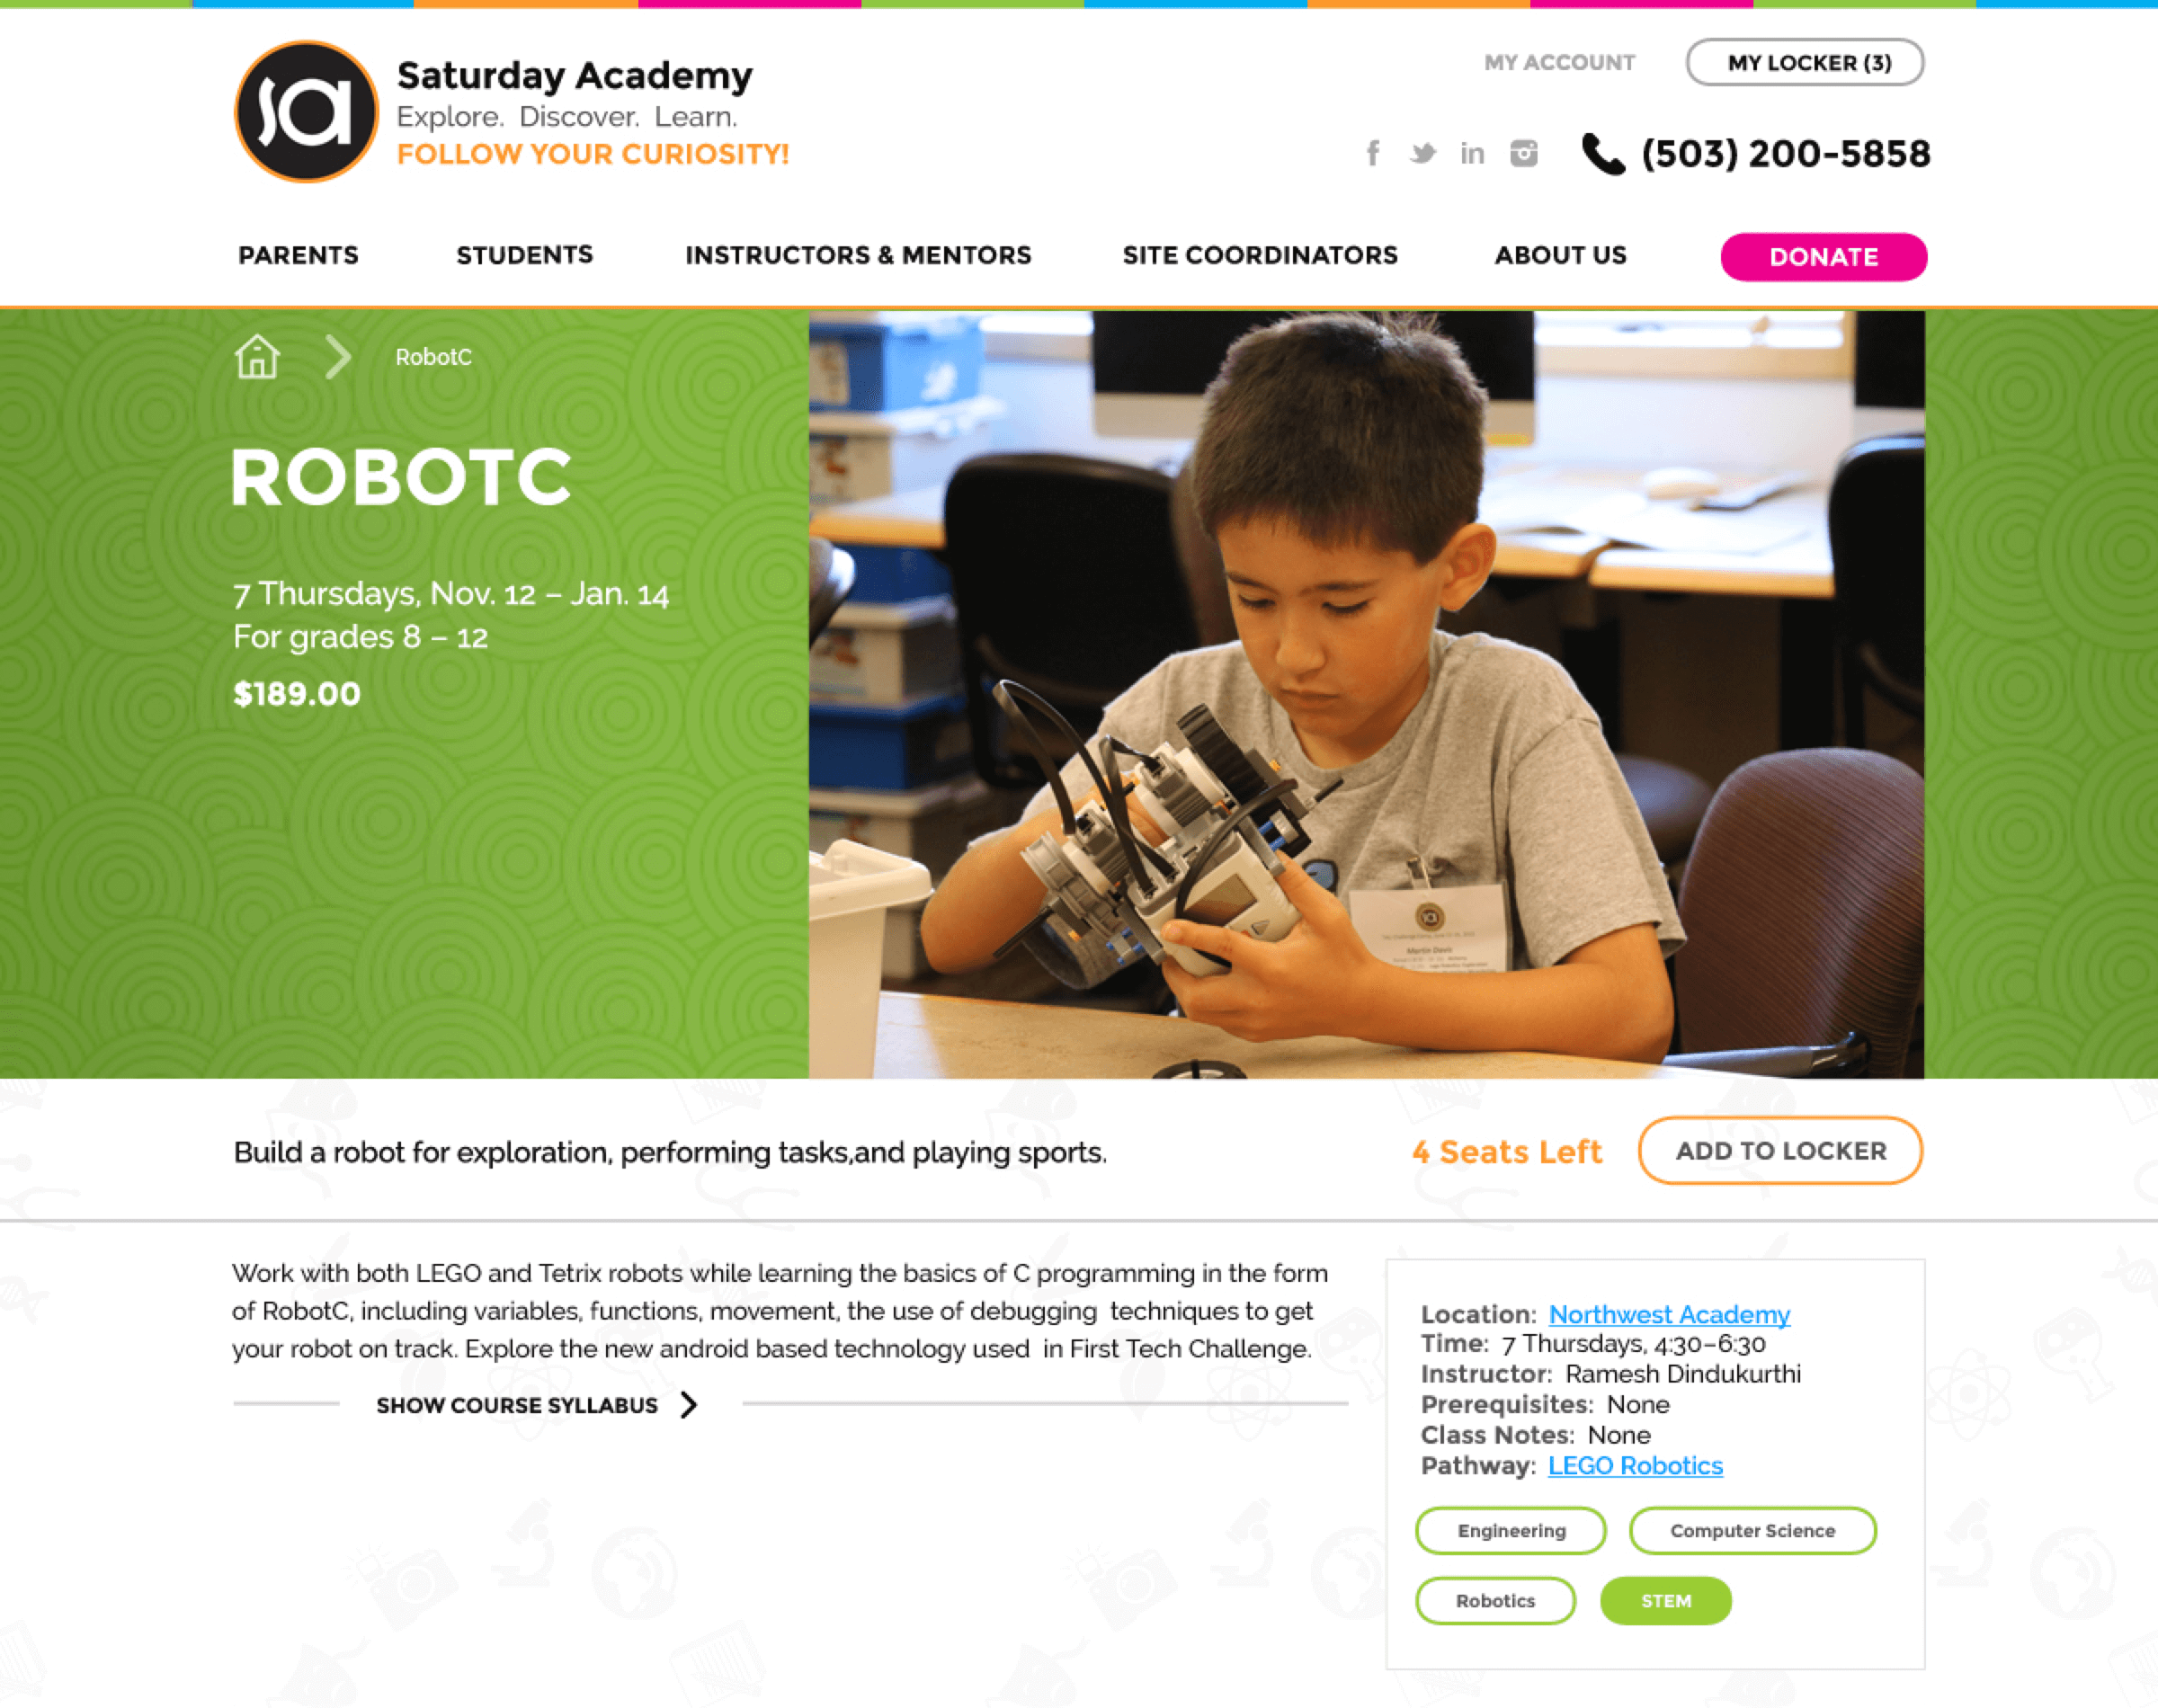 sa
Saturday Academy
Explore. Discover. Learn.
FOLLOW YOUR CURIOSITY!
MY ACCOUNT
MY LOCKER (3)
f in
(503) 200-5858
PARENTS STUDENTS INSTRUCTORS & MENTORS SITE COORDINATORS ABOUT US DONATE
RobotC
ROBOTC
7 Thursdays, Nov. 12 – Jan. 14
For grades 8 – 12
$189.00
sa
Martin Davis
Build a robot for exploration, performing tasks,and playing sports.
4 Seats Left
ADD TO LOCKER
Work with both LEGO and Tetrix robots while learning the basics of C programming in the form
of RobotC, including variables, functions, movement, the use of debugging techniques to get
your robot on track. Explore the new android based technology used in First Tech Challenge.
SHOW COURSE SYLLABUS
Location: Northwest Academy
Time: 7 Thursdays, 4:30–6:30
Instructor: Ramesh Dindukurthi
Prerequisites: None
Class Notes: None
Pathway: LEGO Robotics
Engineering
Computer Science
Robotics
STEM